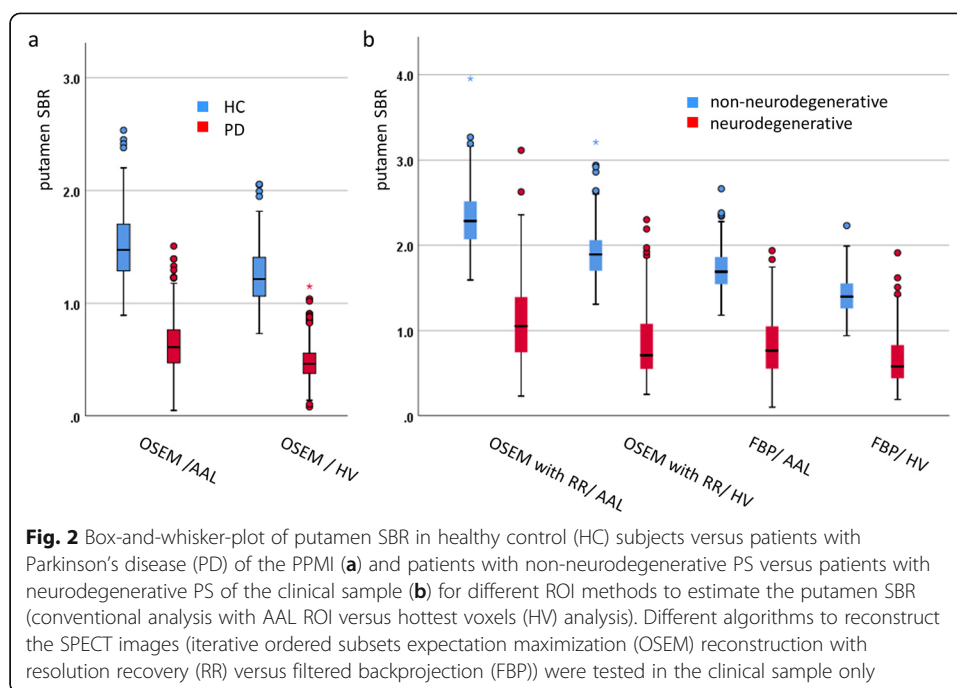 a
b
3.0
2.0
1.0
.0
putamen SBR
HC
PD
OSEM /AAL
OSEM / HV
4.0
3.0
2.0
1.0
.0
putamen SBR
non-neurodegenerative
neurodegenerative
OSEM with RR/ AAL
OSEM with RR/ HV
FBP/ AAL
FBP/ HV
Fig. 2 Box-and-whisker-plot of putamen SBR in healthy control (HC) subjects versus patients with
Parkinson's disease (PD) of the PPMI (a) and patients with non-neurodegenerative PS versus patients with
neurodegenerative PS of the clinical sample (b) for different ROI methods to estimate the putamen SBR
(conventional analysis with AAL ROI versus hottest voxels (HV) analysis). Different algorithms to reconstruct
the SPECT images (iterative ordered subsets expectation maximization (OSEM) reconstruction with
resolution recovery (RR) versus filtered backprojection (FBP)) were tested in the clinical sample only